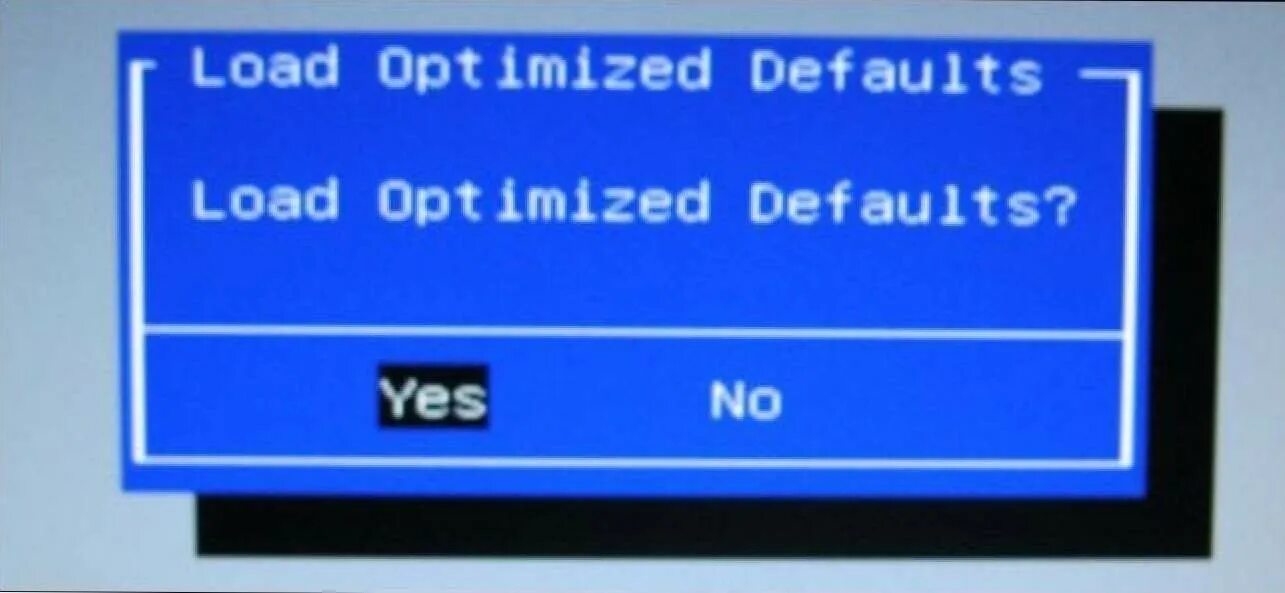 Load Optimized Defaults
Load Optimized Defaults?
Yes No